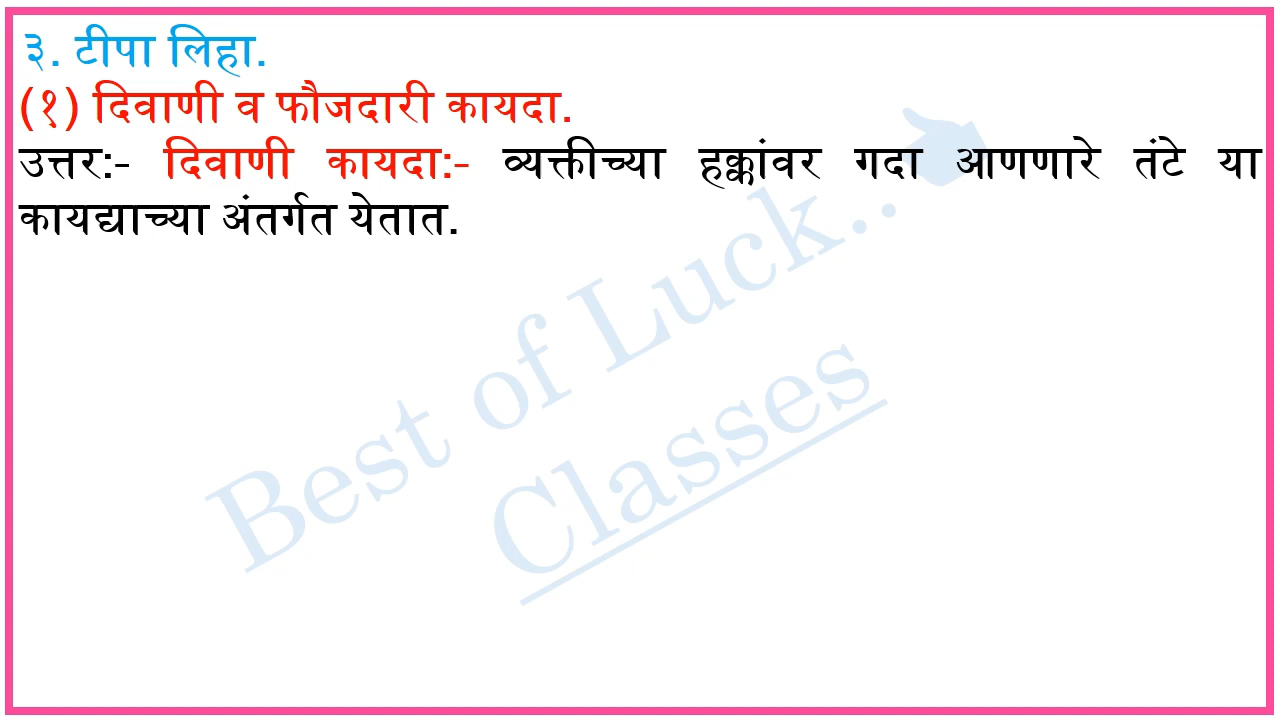 ३. टीपा लिहा.
(१) दिवाणी व फौजदारी कायदा.
उत्तर:- दिवाणी कायदा:- व्यक्तीच्या हक्कांवर गदा आणणारे तंटे या
कायद्याच्या अंतर्गत येतात.
Best of Luck..
Classes